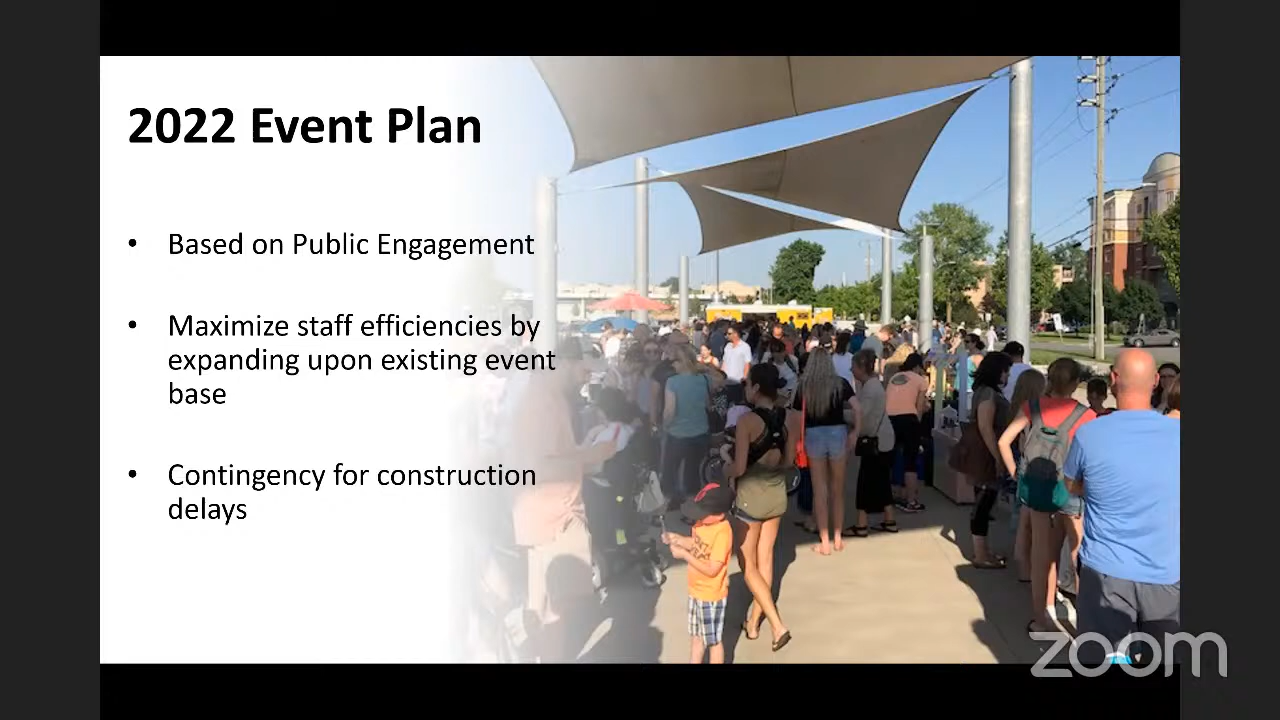 2022 Event Plan
• Based on Public Engagement
• Maximize staff efficiencies by
expanding upon existing event
base
• Contingency for construction
delays
zoom